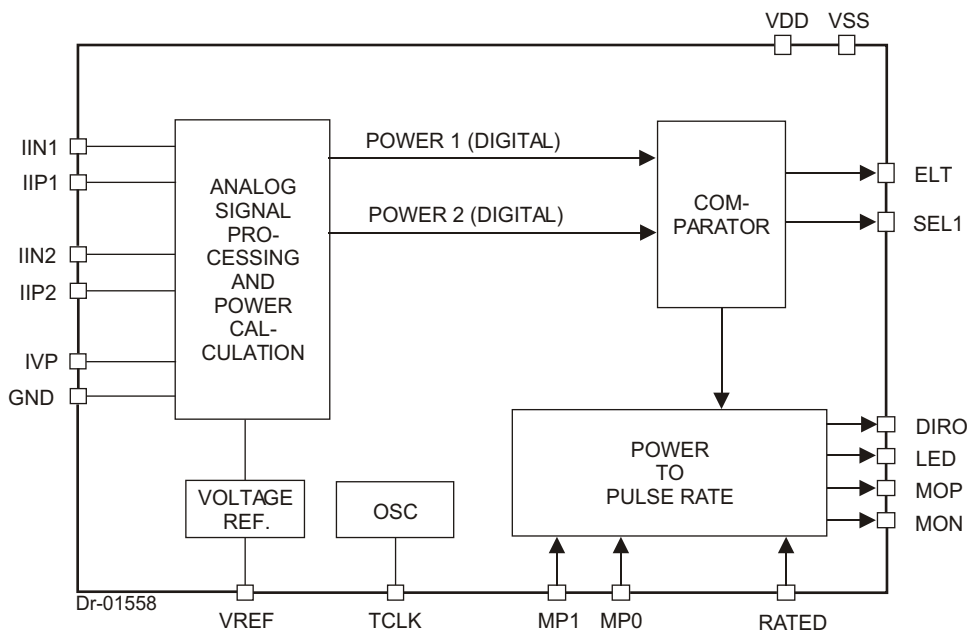 VDD VSS
IIN1
IIP1
IIN2
IIP2
IVP
GND
ANALOG
SIGNAL
PRO-
CESSING
AND
POWER
CAL-
CULATION
POWER 1 (DIGITAL)
POWER 2 (DIGITAL)
COM-
PARATOR
ELT
SEL1
POWER
TO
PULSE RATE
DIRO
LED
MOP
MON
VOLTAGE
REF.
OSC
Dr-01558
VREF
TCLK
MP1
MP0
RATED